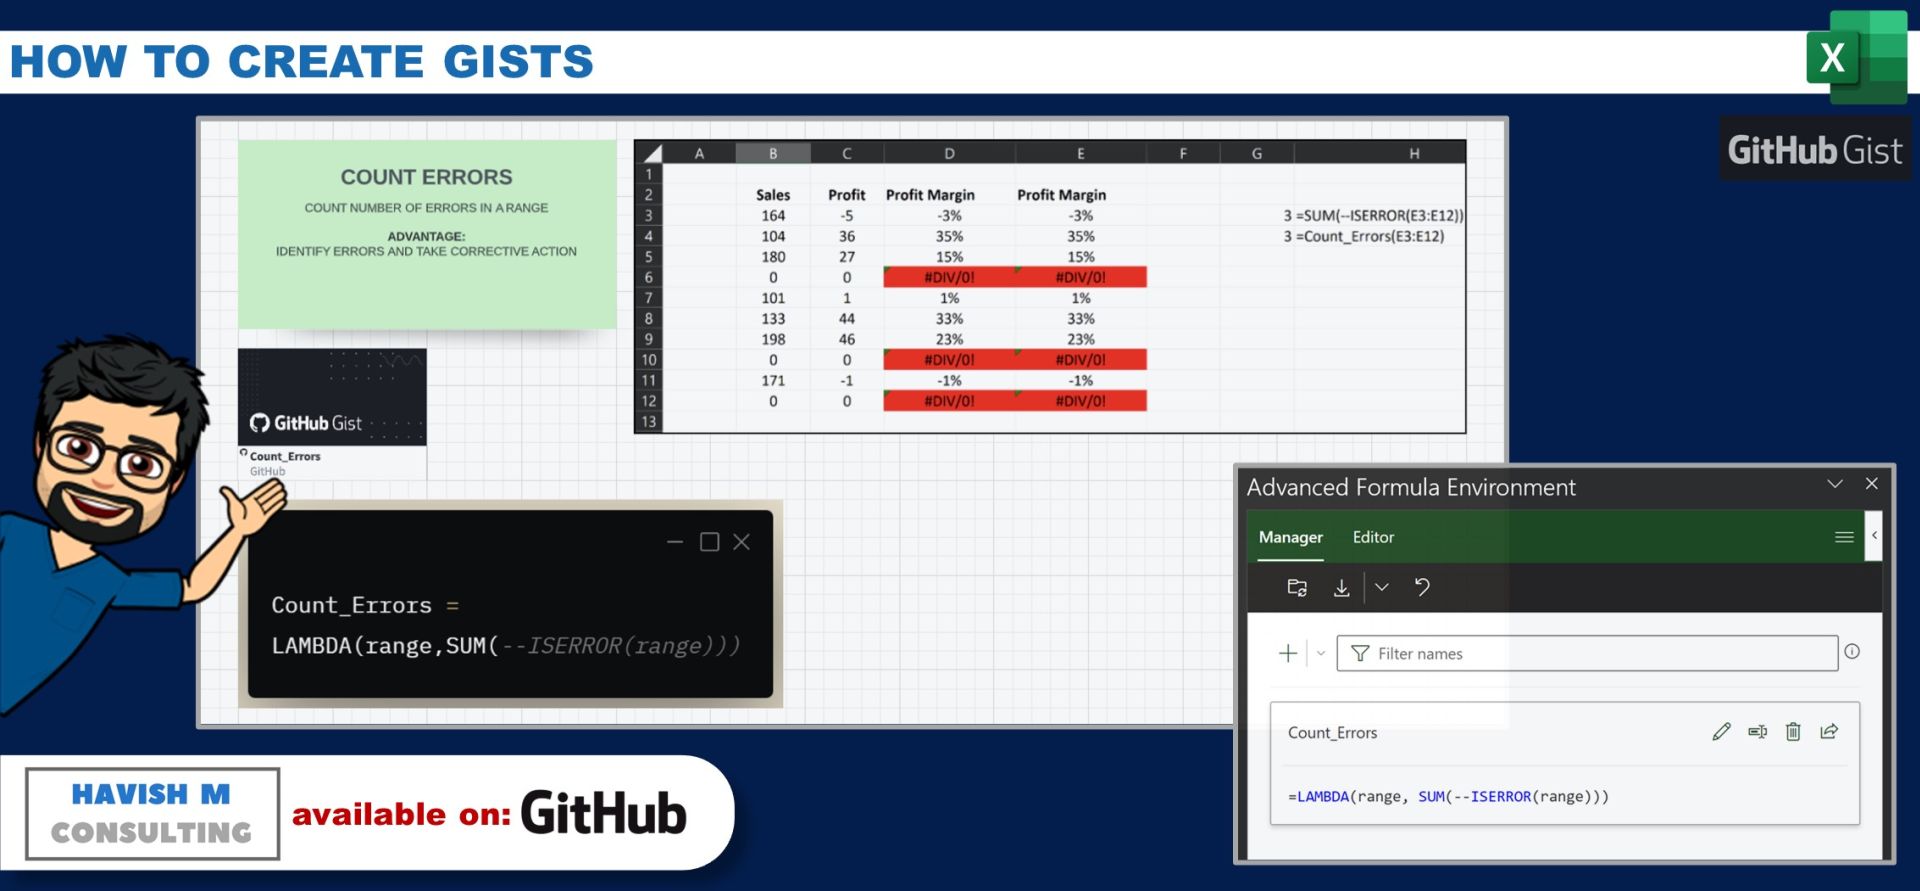 HOW TO CREATE GISTS
X
GitHub Gist
COUNT ERRORS
COUNT NUMBER OF ERRORS IN A RANGE
ADVANTAGE:
IDENTIFY ERRORS AND TAKE CORRECTIVE ACTION
GitHub Gist
Count_Errors
GitHub
A B C D E F G H
1
2 Sales Profit Profit Margin Profit Margin
3 164 -5 -3% -3% 3 =SUM(--ISERROR(E3:E12))
4 104 36 35% 35% 3 =Count_Errors(E3:E12)
5 180 27 15% 15%
6 0 0 #DIV/0! #DIV/0!
7 101 1 1% 1%
8 133 44 33% 33%
9 198 46 23% 23%
10 0 0 #DIV/0! #DIV/0!
11 171 -1 -1% -1%
12 0 0 #DIV/0! #DIV/0!
13
Count_Errors =
LAMBDA(range,SUM(--ISERROR(range)))
Advanced Formula Environment
Manager Editor
Filter names
Count_Errors
=LAMBDA(range, SUM(--ISERROR(range)))
HAVISH M
CONSULTING
available on: GitHub